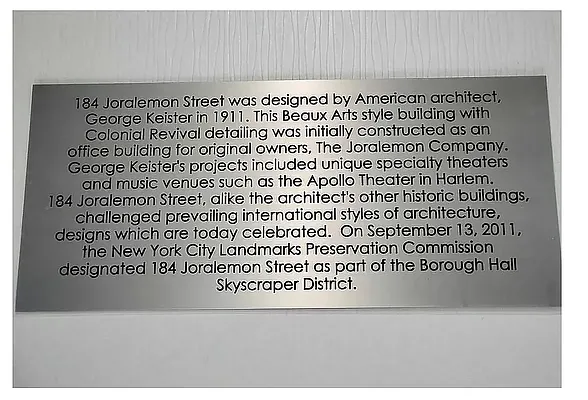 184 Joralemon Street was designed by American architect,
George Keister in 1911. This Beaux Arts style building with
Colonial Revival detailing was initially constructed as an
office building for original owners, The Joralemon Company.
George Keister's projects included unique specialty theaters
and music venues such as the Apollo Theater in Harlem.
184 Joralemon Street, alike the architect's other historic buildings,
challenged prevailing international styles of architecture,
designs which are today celebrated. On September 13, 2011,
the New York City Landmarks Preservation Commission
designated 184 Joralemon Street as part of the Borough Hall
Skyscraper District.